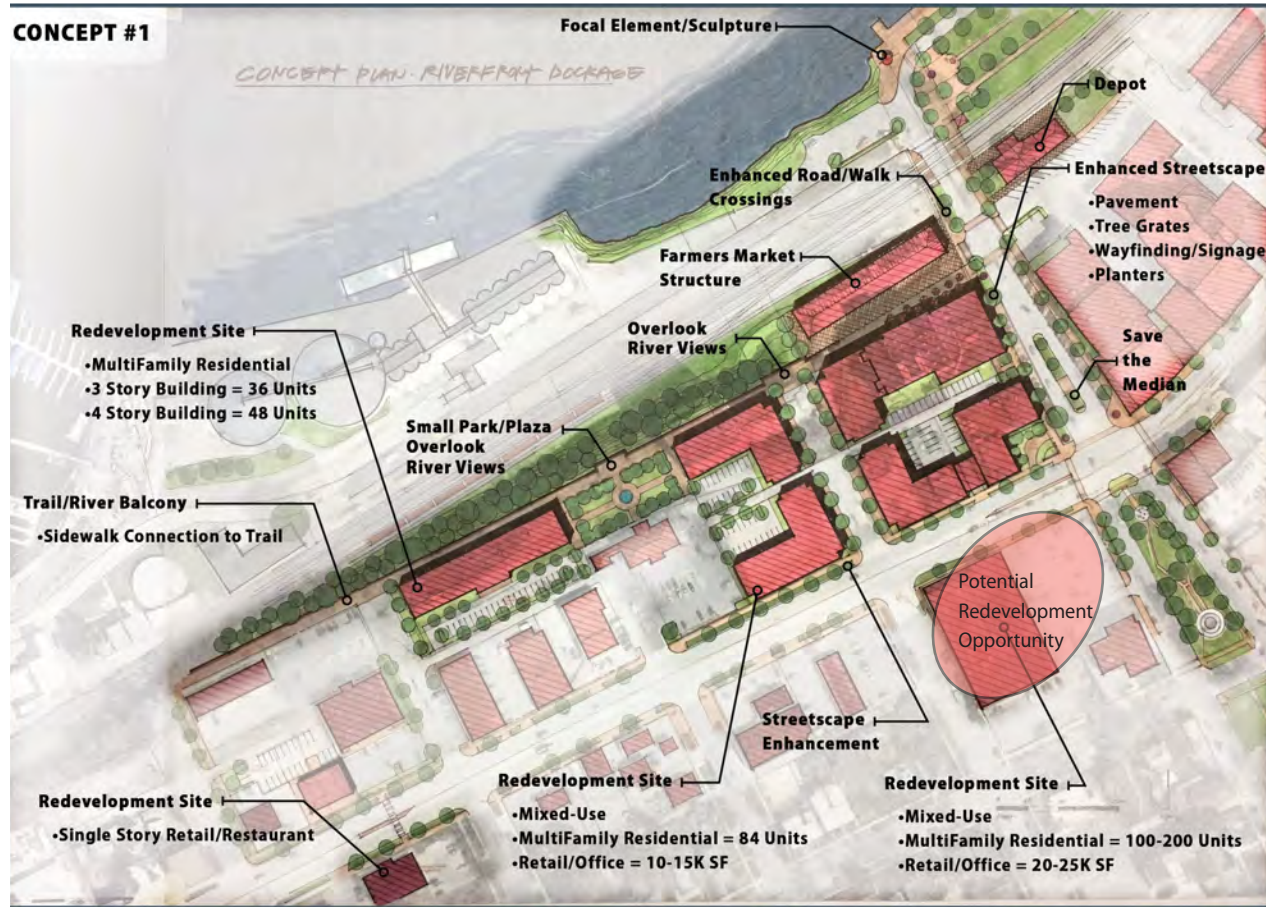 CONCEPT #1
CONCEPT PLAN - RIVERFRONT DOCKAGE
Focal Element/Sculpture
Depot
Enhanced Road/Walk
Crossings
Enhanced Streetscape
•Pavement
•Tree Grates
•Wayfinding/Signage
•Planters
Farmers Market
Structure
Overlook
River Views
Save
the
Median
Redevelopment Site
•MultiFamily Residential
•3 Story Building = 36 Units
•4 Story Building = 48 Units
Small Park/Plaza
Overlook
River Views
Trail/River Balcony
•Sidewalk Connection to Trail
Potential
Redevelopment
Opportunity
Streetscape
Enhancement
Redevelopment Site
•Single Story Retail/Restaurant
Redevelopment Site
•Mixed-Use
•MultiFamily Residential = 84 Units
•Retail/Office = 10-15K SF
Redevelopment Site
•Mixed-Use
•MultiFamily Residential = 100-200 Units
•Retail/Office = 20-25K SF